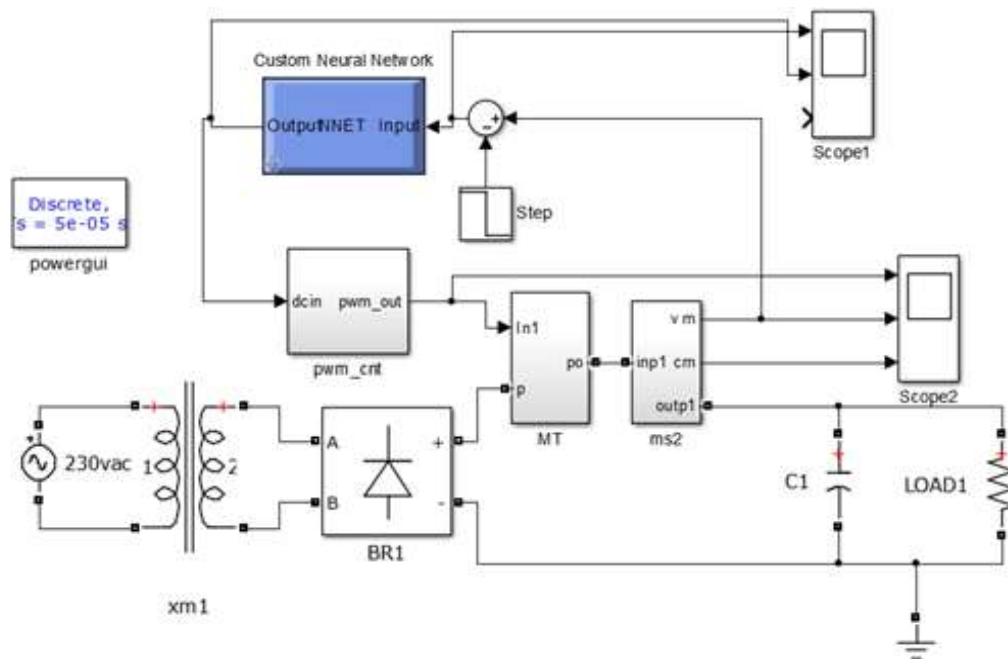 Custom Neural Network
Output NNET Input
+
-
Scope1
Step
Discrete,
s = 5e-05 s
powergui
dcin pwm_out
pwm_cnt
In1
po
p
MT
vm
inp1 cm
outp1
ms2
Scope2
+
230vac
1
+
2
+
xm1
A +
B -
BR1
C1
+
LOAD1
+